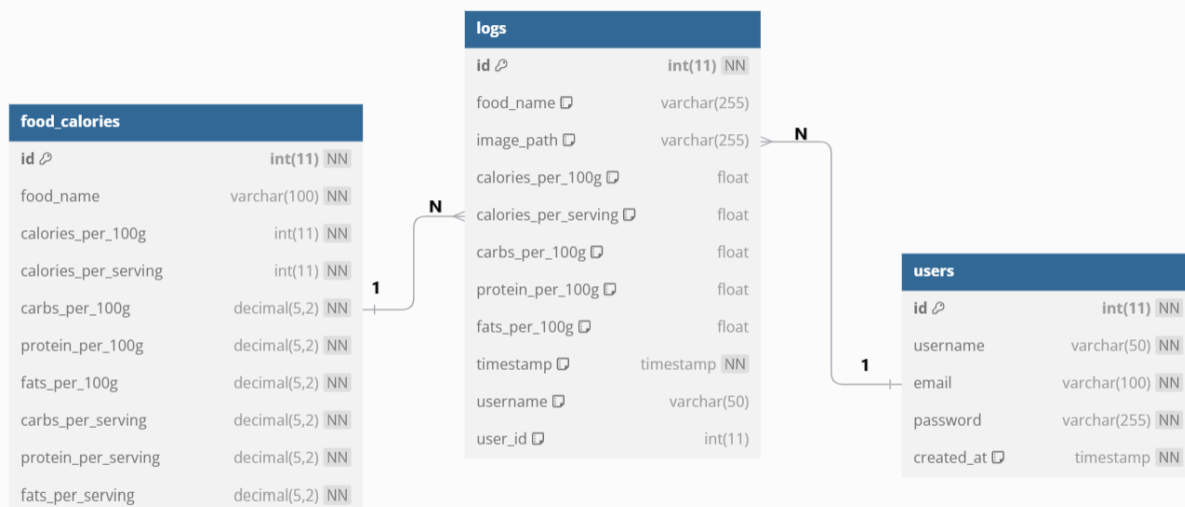 logs
id int(11) NN
food_name varchar(255)
image_path varchar(255)
calories_per_100g float
calories_per_serving float
carbs_per_100g float
protein_per_100g float
fats_per_100g float
timestamp timestamp NN
username varchar(50)
user_id int(11)
food_calories
id int(11) NN
food_name varchar(100) NN
calories_per_100g int(11) NN
calories_per_serving int(11) NN
carbs_per_100g decimal(5,2) NN
protein_per_100g decimal(5,2) NN
fats_per_100g decimal(5,2) NN
carbs_per_serving decimal(5,2) NN
protein_per_serving decimal(5,2) NN
fats_per_serving decimal(5,2) NN
1
N
N
1
users
id int(11) NN
username varchar(50) NN
email varchar(100) NN
password varchar(255) NN
created_at timestamp NN